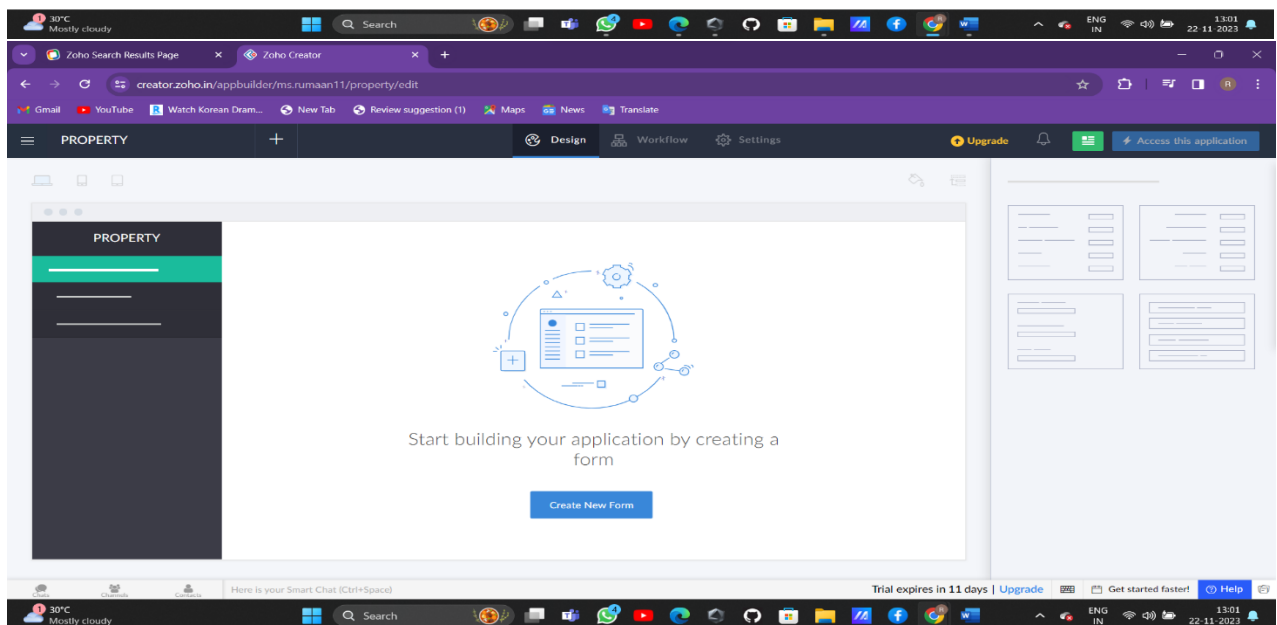 1 30°C Search ENG 13:01
Mostly cloudy IN 22-11-2023
Zoho Search Results Page × Zoho Creator × +
creator.zoho.in/appbuilder/ms.rumaan11/property/edit R
Gmail YouTube R Watch Korean Dram... New Tab Review suggestion (1) Maps News Translate
PROPERTY Design Workflow Settings Upgrade Access this application
PROPERTY
Start building your application by creating a
form
Create New Form
Chats Channels Contacts Here is your Smart Chat (Ctrl+Space) Trial expires in 11 days | Upgrade Get started faster! Help
1 30°C Search ENG 13:01
Mostly cloudy IN 22-11-2023